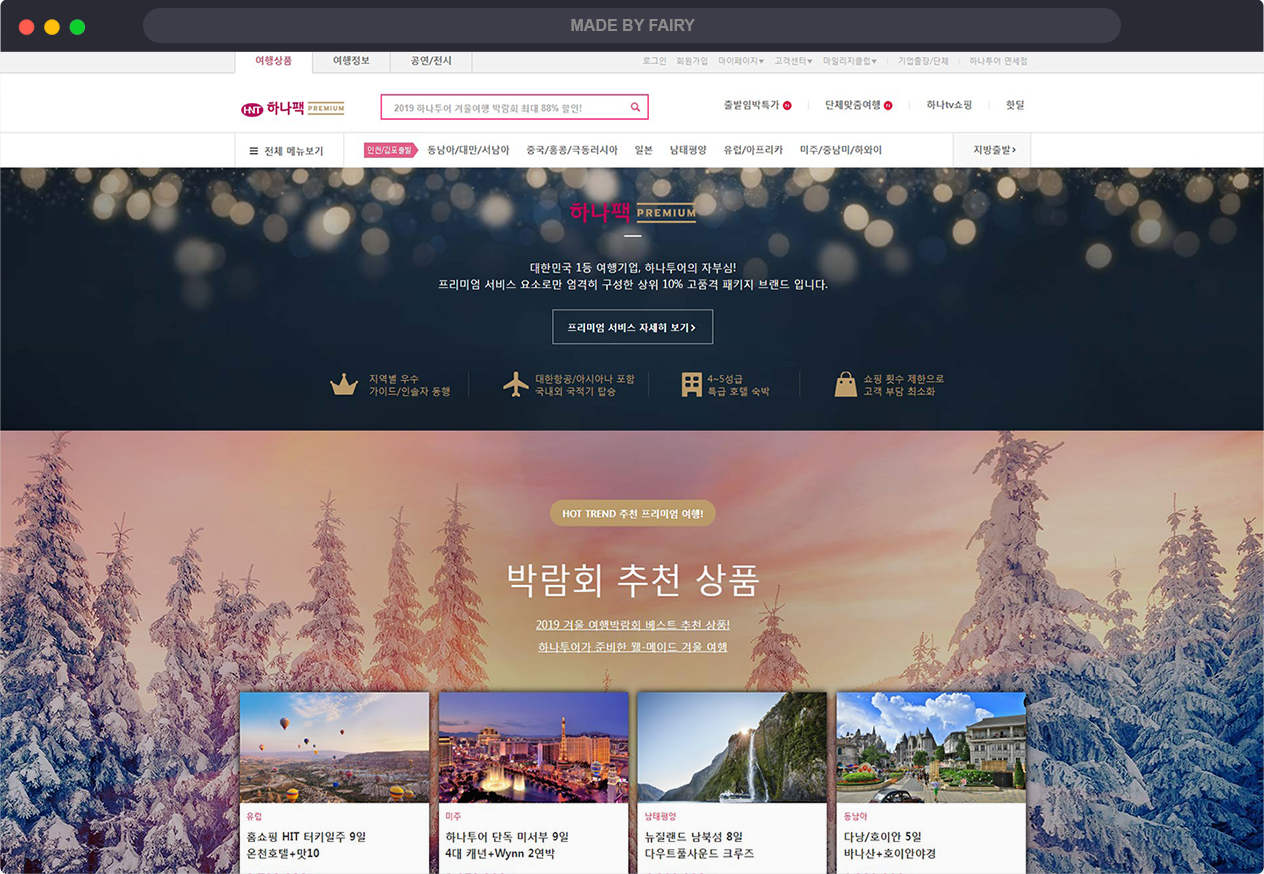 MADE BY FAIRY
여행상품 여행정보 공연/전시 로그인 회원가입 마이페이지▾ 고객센터▾ 마일리지클럽▾ 기업출장/단체 하나투어 면세점
HNT 하나팩 PREMIUM 2019 하나투어 겨울여행 박람회 최대 88% 할인! 출발임박특가 N 단체맞춤여행 N 하나tv쇼핑 핫딜
전체 메뉴보기 인천/김포출발 동남아/대만/서남아 중국/홍콩/극동러시아 일본 남태평양 유럽/아프리카 미주/중남미/하와이 지방출발>
하나팩 PREMIUM
대한민국 1등 여행기업, 하나투어의 자부심!
프리미엄 서비스 요소로만 엄격히 구성한 상위 10% 고품격 패키지 브랜드 입니다.
프리미엄 서비스 자세히 보기>
지역별 우수
가이드/인솔자 동행
대한항공/아시아나 포함
국내외 국적기 탑승
4~5성급
특급 호텔 숙박
쇼핑 횟수 제한으로
고객 부담 최소화
HOT TREND 추천 프리미엄 여행!
박람회 추천 상품
2019 겨울 여행박람회 베스트 추천 상품!
하나투어가 준비한 웰-메이드 겨울 여행
유럽
홈쇼핑 HIT 터키일주 9일
온천호텔+맛10
미주
하나투어 단독 미서부 9일
4대 캐년+Wynn 2연박
남태평양
뉴질랜드 남북섬 8일
다우트풀사운드 크루즈
동남아
다낭/호이안 5일
바나산+호이안야경